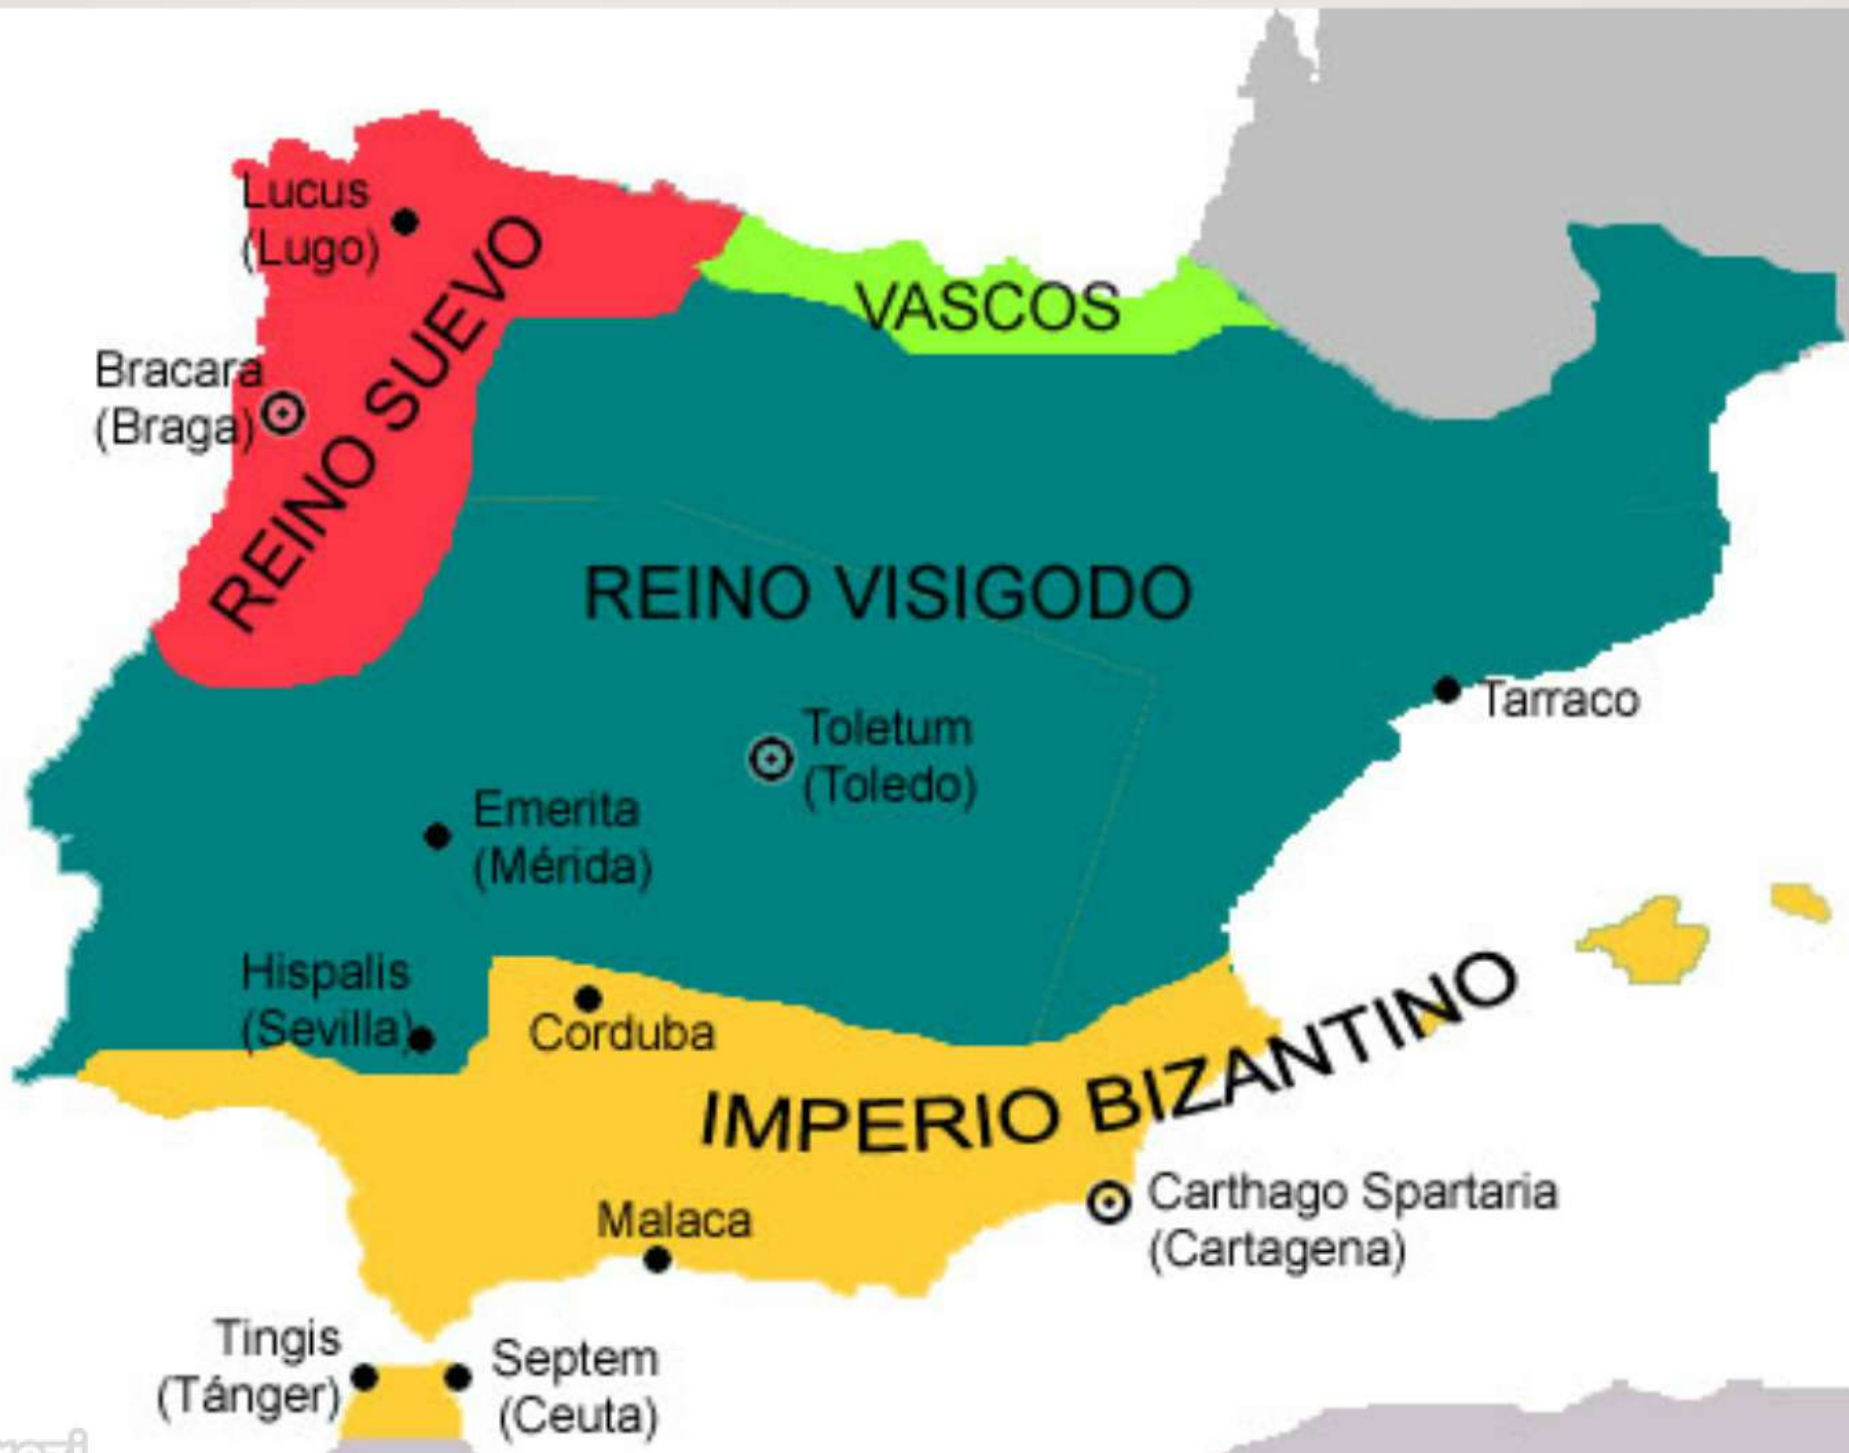 Lucus
(Lugo)
REINO SUEVO
VASCOS
Bracara
(Braga)
REINO VISIGODO
Tarraco
Toletum
(Toledo)
Emerita
(Mérida)
Hispalis
(Sevilla)
Corduba
IMPERIO BIZANTINO
Carthago Spartaria
(Cartagena)
Malaca
Tingis
(Tánger)
Septem
(Ceuta)